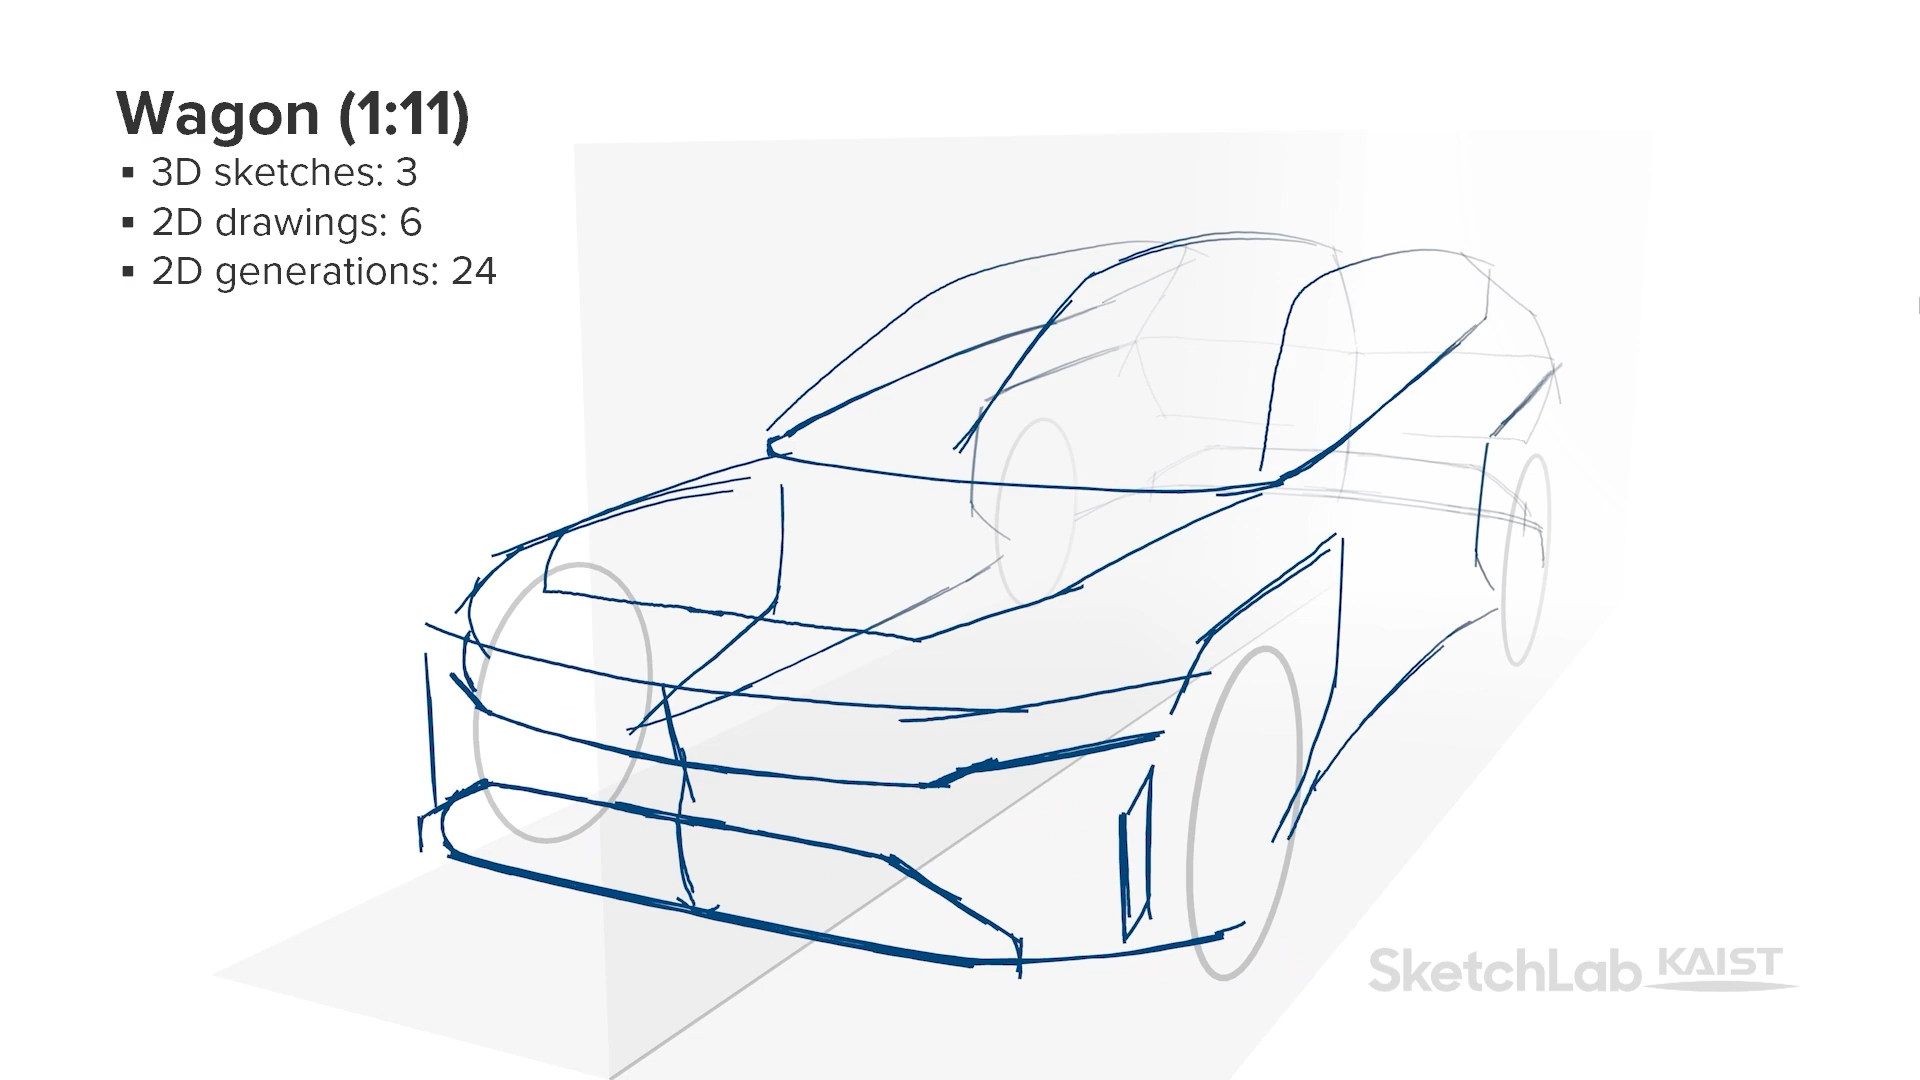 Wagon (1:11)
▪ 3D sketches: 3
▪ 2D drawings: 6
▪ 2D generations: 24
SketchLab KAIST